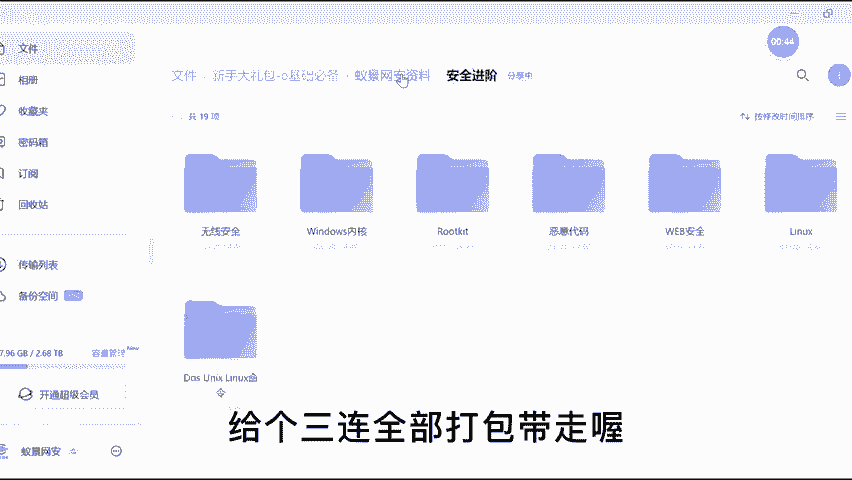 00:44
文件
文件 · 新手大礼包-0基础必备 · 蚁景网安资料 安全进阶 分享中
相册
收藏夹
共 19 项
按修改时间排序
密码箱
订阅
回收站
无线安全
Windows内核
Rootkit
恶意代码
WEB安全
Linux
传输列表
备份空间
7.96 GB / 2.68 TB
容量管理
New
开通超级会员
Dos Unix Linux命
令
蚁景网安
给个三连全部打包带走喔